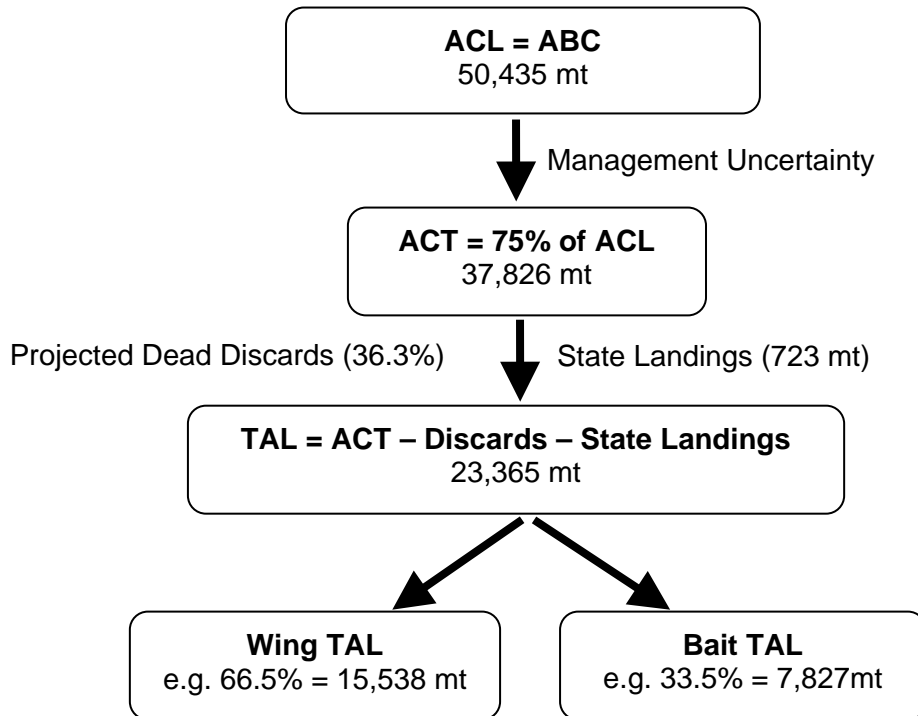 ACL = ABC
50,435 mt
Management Uncertainty
ACT = 75% of ACL
37,826 mt
Projected Dead Discards (36.3%)
State Landings (723 mt)
TAL = ACT – Discards – State Landings
23,365 mt
Wing TAL
e.g. 66.5% = 15,538 mt
Bait TAL
e.g. 33.5% = 7,827mt